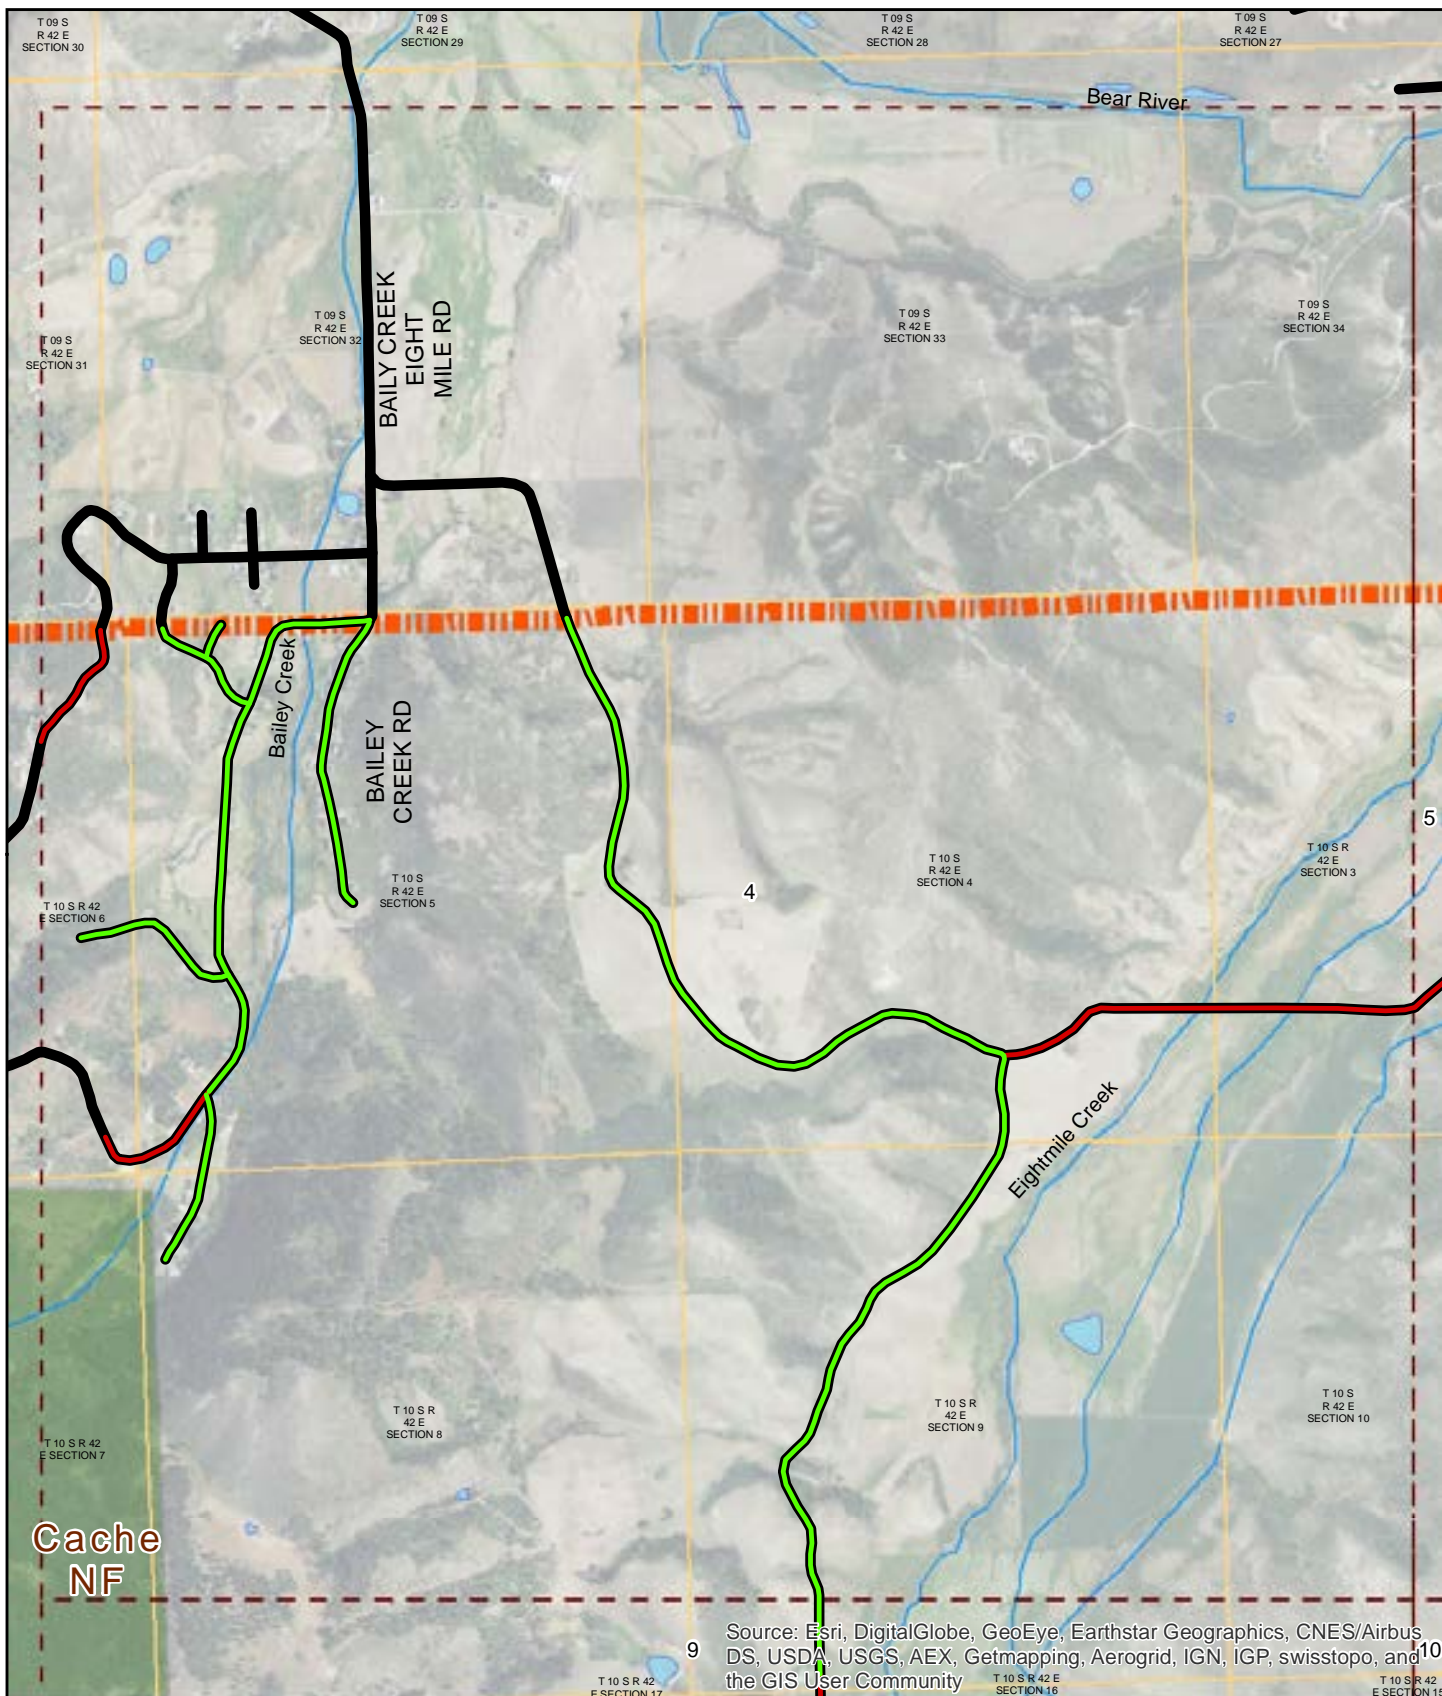 T 09 S
R 42 E
SECTION 30
T 09 S
R 42 E
SECTION 29
T 09 S
R 42 E
SECTION 28
T 09 S
R 42 E
SECTION 27
Bear River
T 09 S
R 42 E
SECTION 31
T 09 S
R 42 E
SECTION 32
BAILY CREEK
EIGHT
MILE RD
T 09 S
R 42 E
SECTION 33
T 09 S
R 42 E
SECTION 34
Bailey Creek
BAILEY
CREEK RD
5
T 10 S R
42 E
SECTION 3
T 10 S
R 42 E
SECTION 4
4
T 10 S
R 42 E
SECTION 5
T 10 S R 42
E SECTION 6
Eightmile Creek
T 10 S R
42 E
SECTION 8
T 10 S R
42 E
SECTION 9
T 10 S
R 42 E
SECTION 10
T 10 S R 42
E SECTION 7
Cache
NF
9
Source: Esri, DigitalGlobe, GeoEye, Earthstar Geographics, CNES/Airbus
DS, USDA, USGS, AEX, Getmapping, Aerogrid, IGN, IGP, swisstopo, and
the GIS User Community
10
T 10 S R 42
E SECTION 17
T 10 S R 42 E
SECTION 16
T 10 S R 42
E SECTION 15